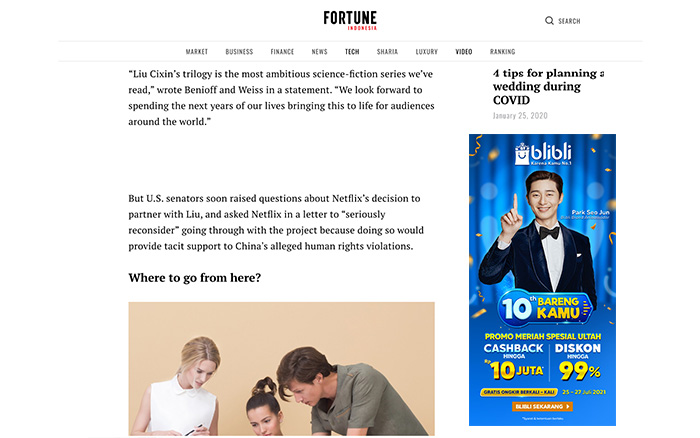 FORTUNE
INDONESIA
SEARCH
MARKET BUSINESS FINANCE NEWS TECH SHARIA LUXURY VIDEO RANKING
“Liu Cixin’s trilogy is the most ambitious science-fiction series we’ve
read,” wrote Benioff and Weiss in a statement. “We look forward to
spending the next years of our lives bringing this to life for audiences
around the world.”
But U.S. senators soon raised questions about Netflix’s decision to
partner with Liu, and asked Netflix in a letter to “seriously
reconsider” going through with the project because doing so would
provide tacit support to China’s alleged human rights violations.
Where to go from here?
4 tips for planning a
wedding during
COVID
January 25, 2020
blibli
Karena Kamu No.1
Park Seo Jun
10th BARENG
KAMU
PROMO MERIAH SPESIAL ULTAH
CASHBACK
HINGGA
Rp 10 JUTA*
DISKON
HINGGA
99%
GRATIS ONGKIR BERKALI - KALI
25 - 27 Juli 2021
BLIBLI SEKARANG